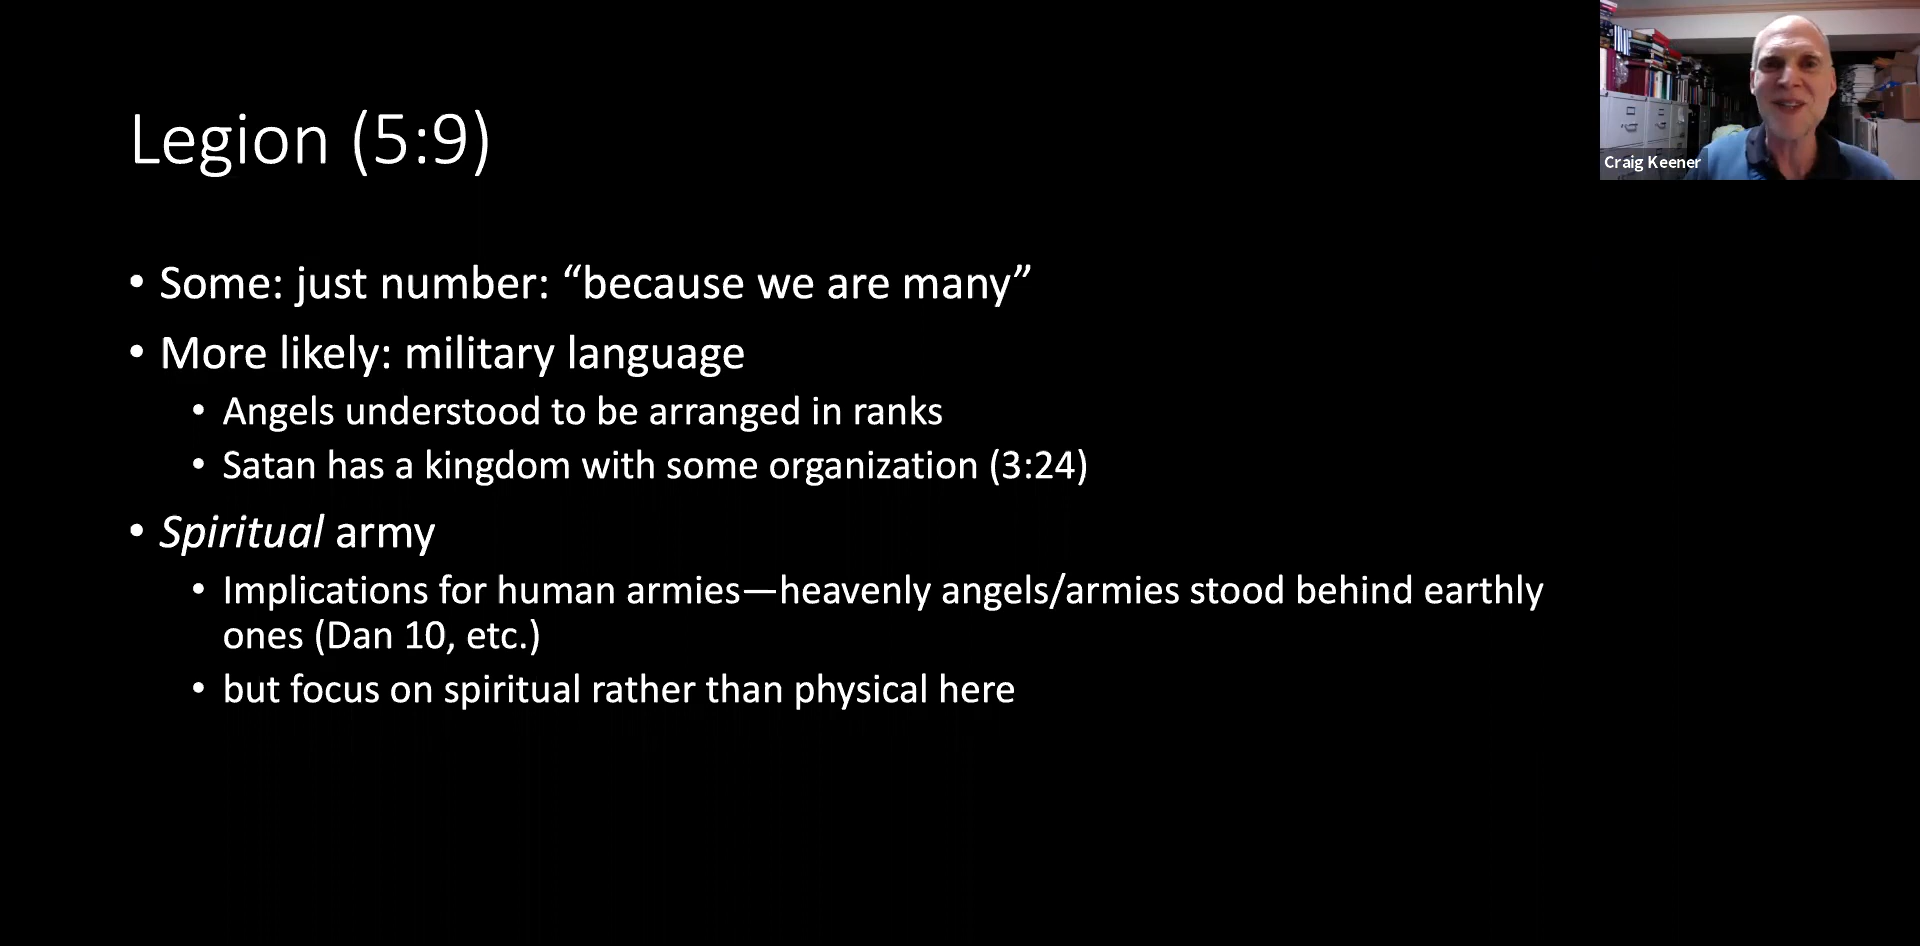 Legion (5:9)
Craig Keener
• Some: just number: “because we are many”
• More likely: military language
• Angels understood to be arranged in ranks
• Satan has a kingdom with some organization (3:24)
• Spiritual army
• Implications for human armies—heavenly angels/armies stood behind earthly
ones (Dan 10, etc.)
• but focus on spiritual rather than physical here